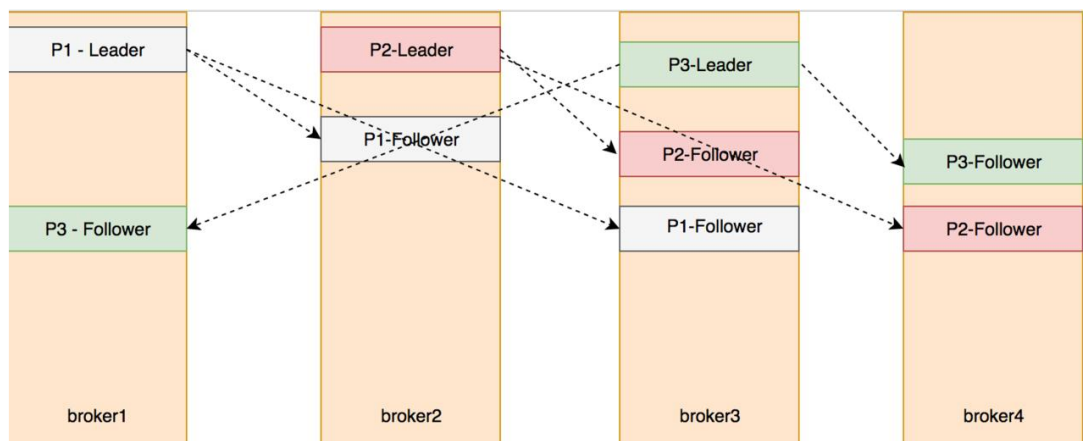 P1 - Leader
P2-Leader
P3-Leader
P1-Follower
P2-Follower
P3-Follower
P3 - Follower
P1-Follower
P2-Follower
broker1
broker2
broker3
broker4